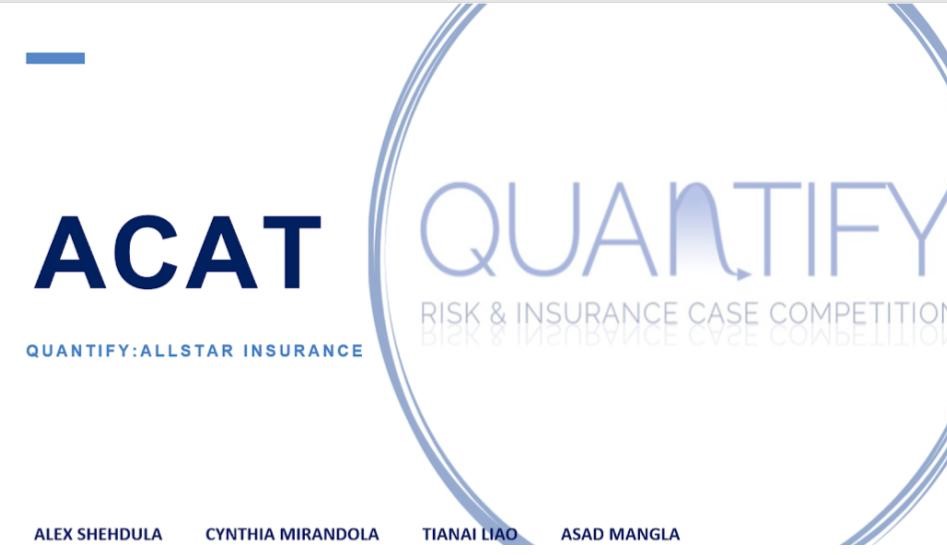 ACAT
QUANTIFY:ALLSTAR INSURANCE
QUANTIFY
RISK & INSURANCE CASE COMPETITION
ALEX SHEHDULA CYNTHIA MIRANDOLA TIANAI LIAO ASAD MANGLA